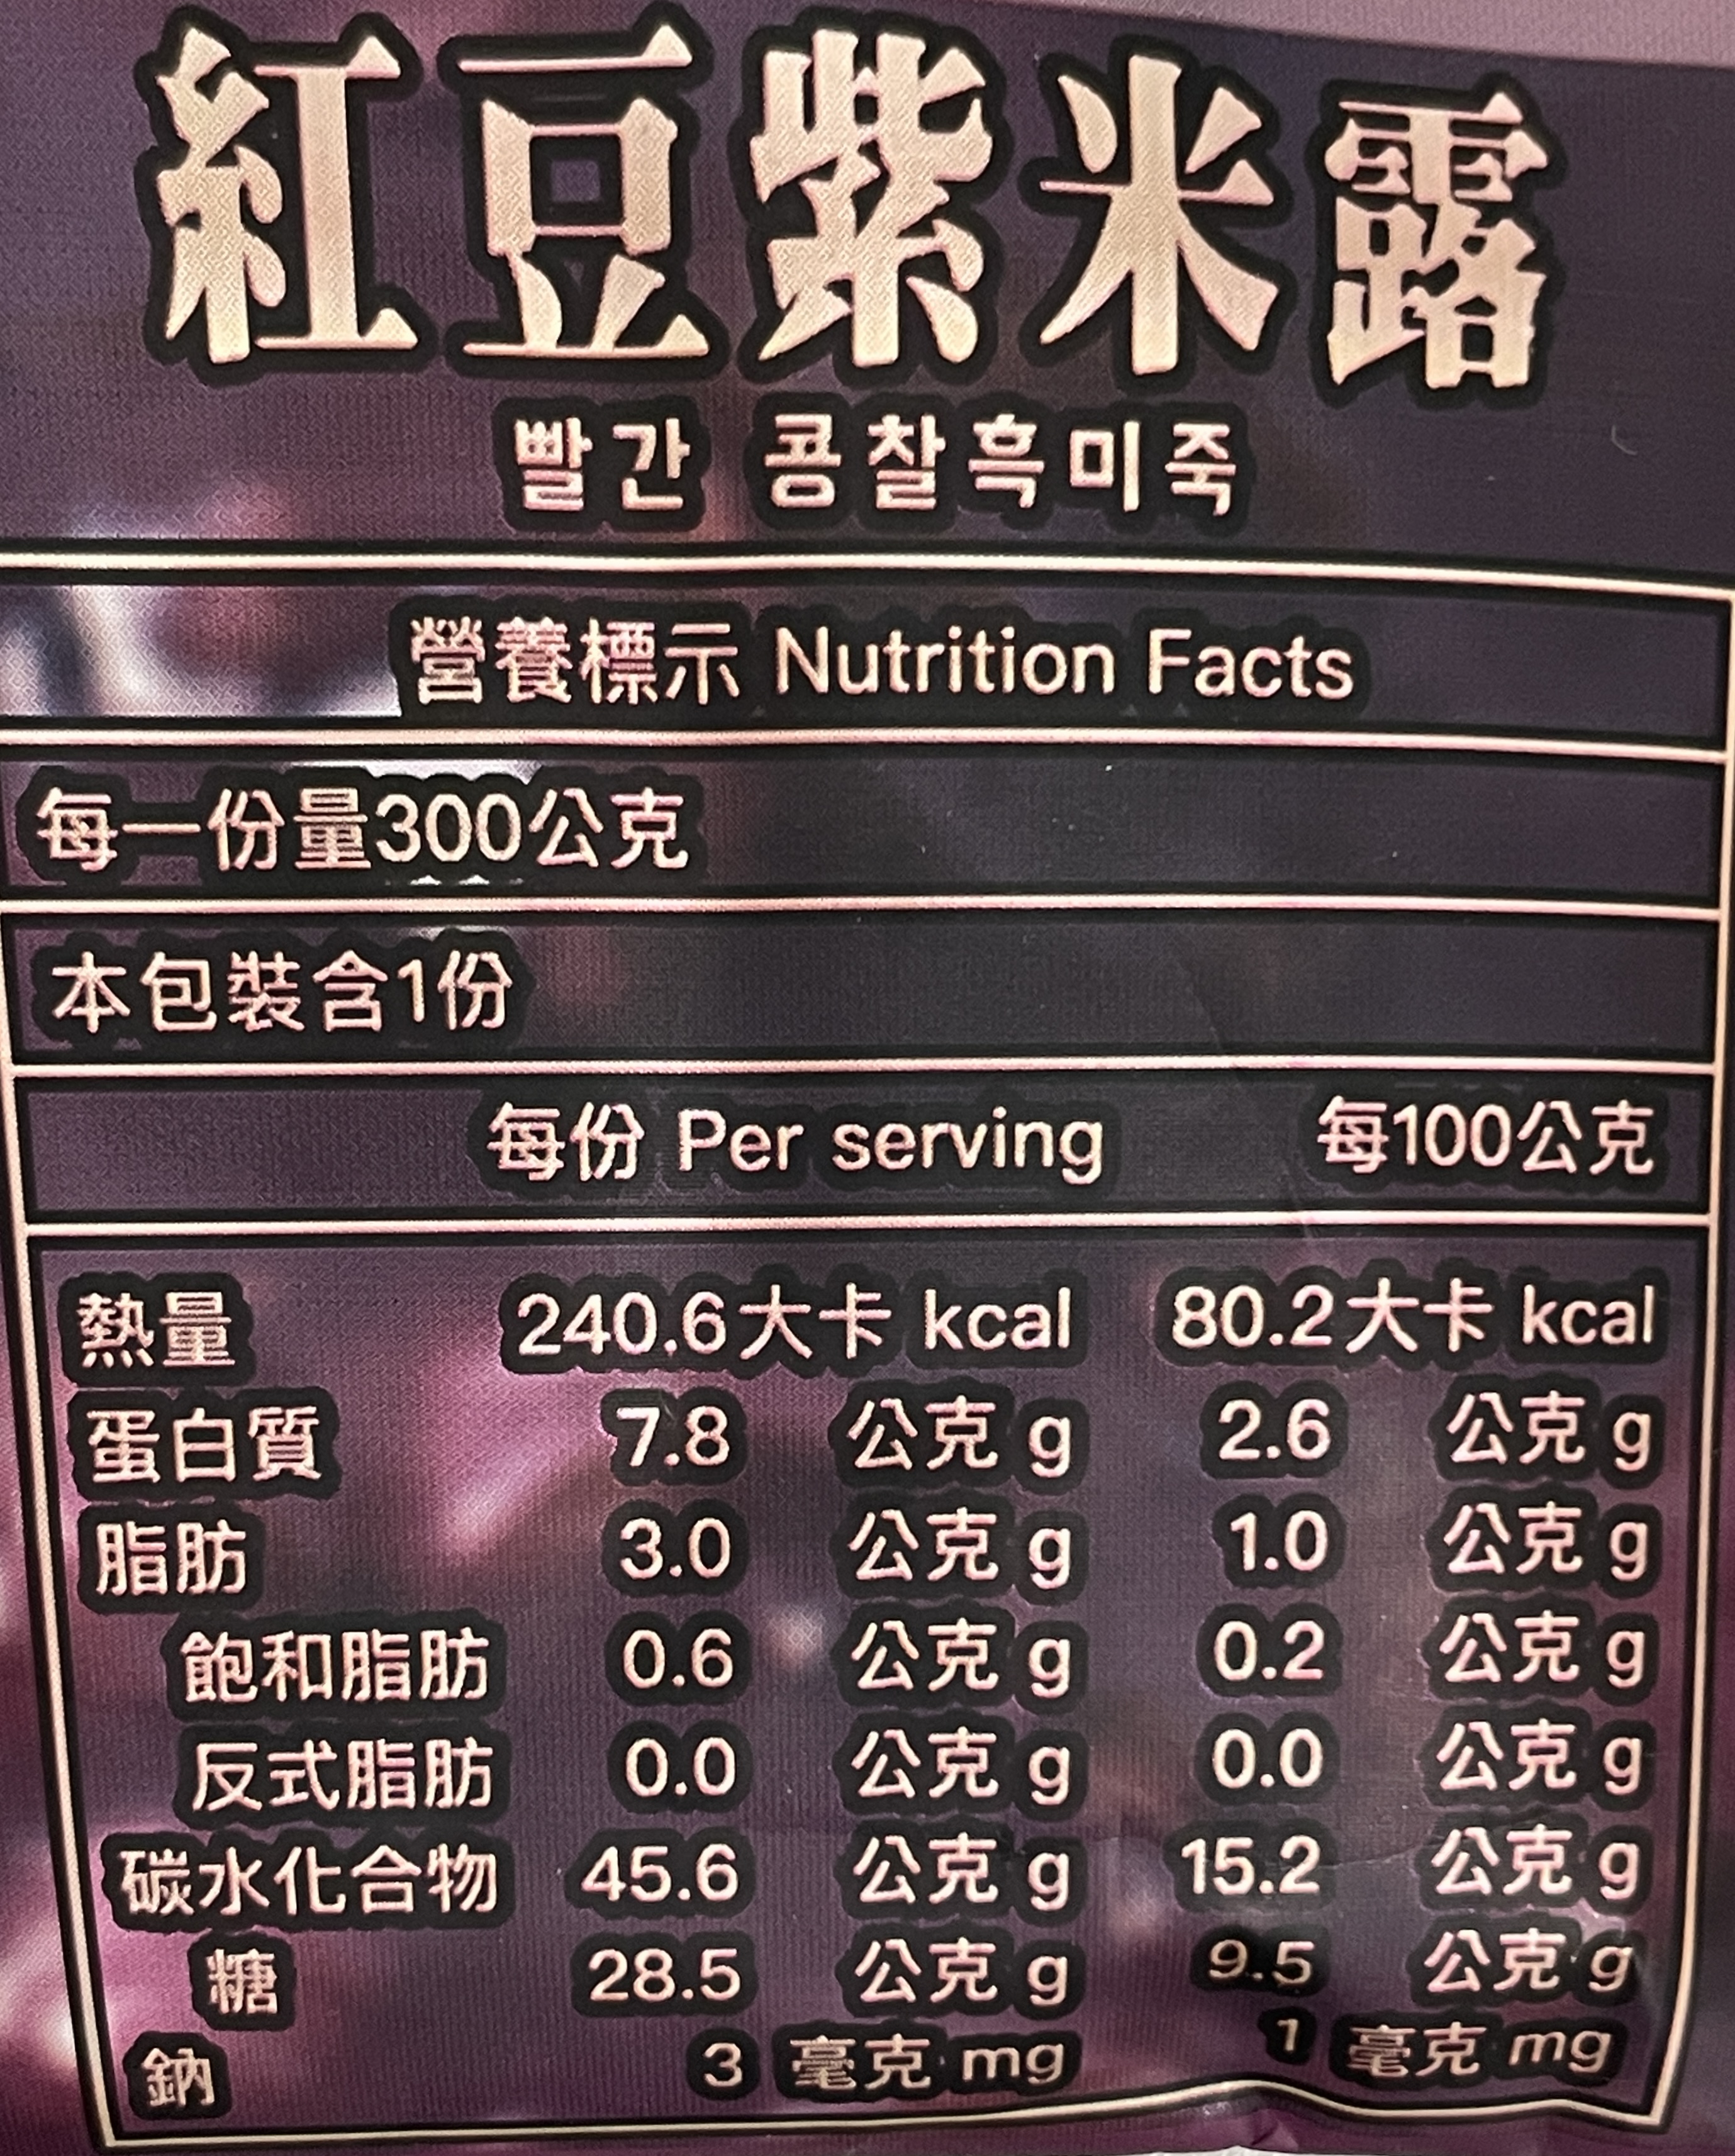 紅豆紫米露
빨간 콩찰흑미죽
營養標示 Nutrition Facts
每一份量300公克
本包裝含1份
每份 Per serving 每100公克
熱量 240.6大卡 kcal 80.2大卡 kcal
蛋白質 7.8 公克 g 2.6 公克 g
脂肪 3.0 公克 g 1.0 公克 g
飽和脂肪 0.6 公克 g 0.2 公克 g
反式脂肪 0.0 公克 g 0.0 公克 g
碳水化合物 45.6 公克 g 15.2 公克 g
糖 28.5 公克 g 9.5 公克 g
鈉 3 毫克 mg 1 毫克 mg